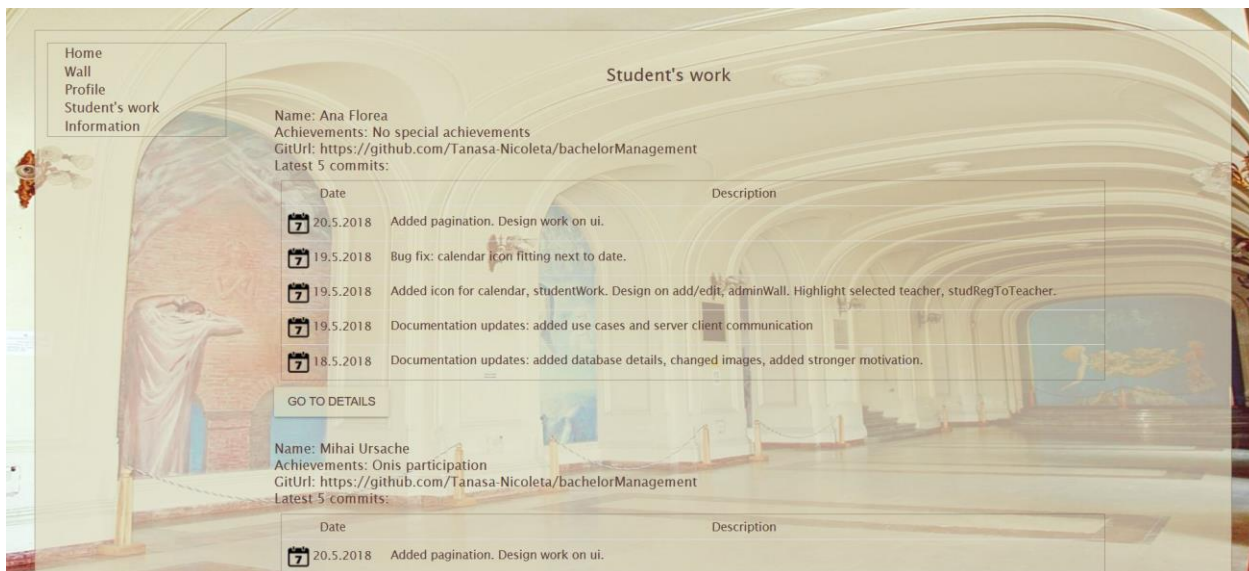 Home
Wall
Profile
Student's work
Information
Student's work
Name: Ana Florea
Achievements: No special achievements
GitUrl: https://github.com/Tanasa-Nicoleta/bachelorManagement
Latest 5 commits:
Date Description
7 20.5.2018 Added pagination. Design work on ui.
7 19.5.2018 Bug fix: calendar icon fitting next to date.
7 19.5.2018 Added icon for calendar, studentWork. Design on add/edit, adminWall. Highlight selected teacher, studRegToTeacher.
7 19.5.2018 Documentation updates: added use cases and server client communication
7 18.5.2018 Documentation updates: added database details, changed images, added stronger motivation.
GO TO DETAILS
Name: Mihai Ursache
Achievements: Onis participation
GitUrl: https://github.com/Tanasa-Nicoleta/bachelorManagement
Latest 5 commits:
Date Description
7 20.5.2018 Added pagination. Design work on ui.